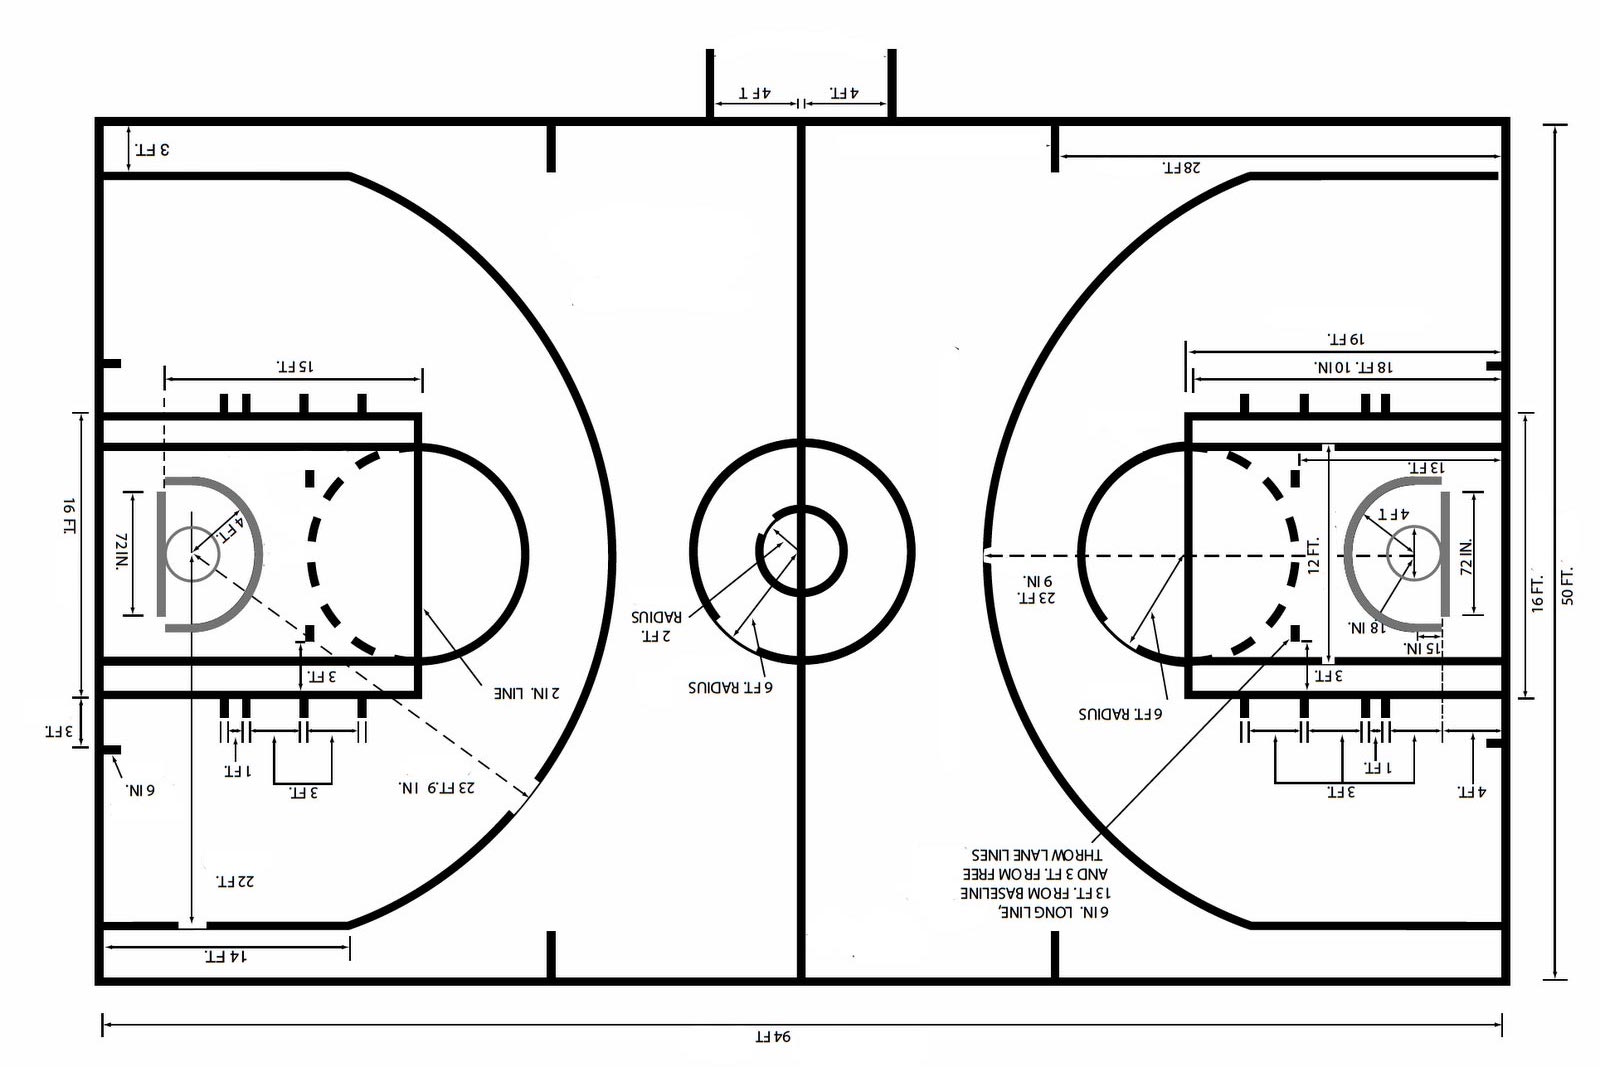 4 F T
4FT.
3 FT.
28 FT.
19 FT.
18 FT. 10 IN.
15 FT.
13 FT.
16 FT.
72 IN.
4 FT.
12 FT.
4 FT
72 IN.
16 FT.
50 FT.
23 FT.
9 IN.
18 IN.
15 IN.
2 FT.
RADIUS
6 FT. RADIUS
2 IN. LINE
3 FT.
3 FT.
6 FT. RADIUS
3 FT.
6 IN.
1 FT.
3 FT.
23 FT.9 IN.
1 FT.
3 FT.
4 FT.
6 IN. LONG LINE,
13 FT. FROM BASELINE
AND 3 FT. FROM FREE
THROW LANE LINES
22 FT.
14 FT.
94 FT